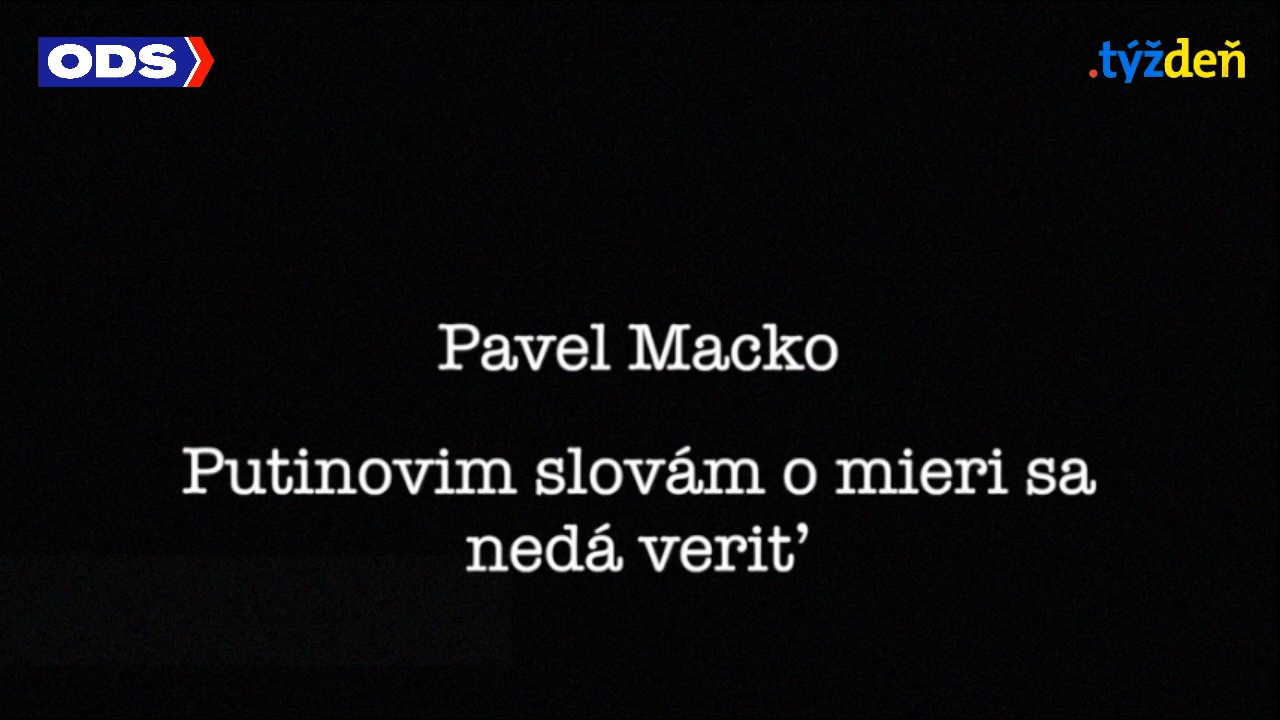 ODS
.týždeň
Pavel Macko
Putinovim slovám o mieri sa
nedá veriť